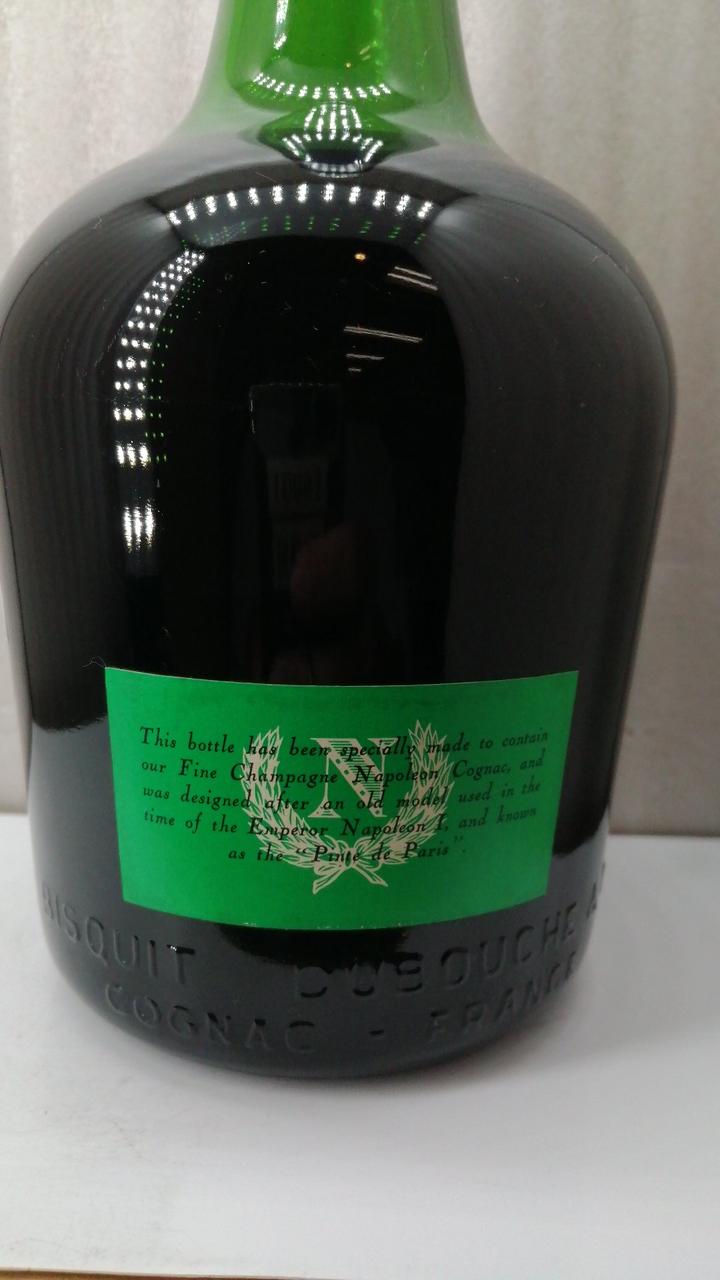 This bottle has been specially made to contain
our Fine Champagne Napoleon Cognac, and
was designed after an old model used in the
time of the Emperor Napoleon I, and known
as the "Pinte de Paris".
N
BISQUIT DUBOUCHE
COGNAC - FRANCE